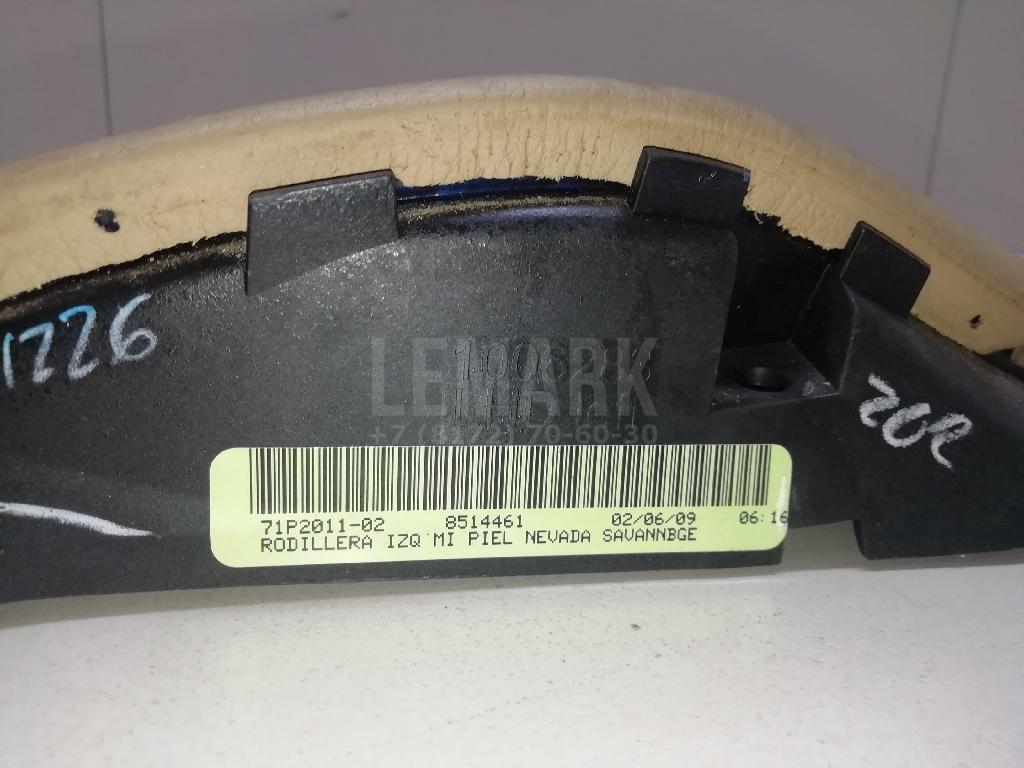 1226
LEMARK
+7 (8172) 70-60-30
71P2011-02 8514461 02/06/09 06:16
RODILLERA IZQ MI PIEL NEVADA SAVANNBGE